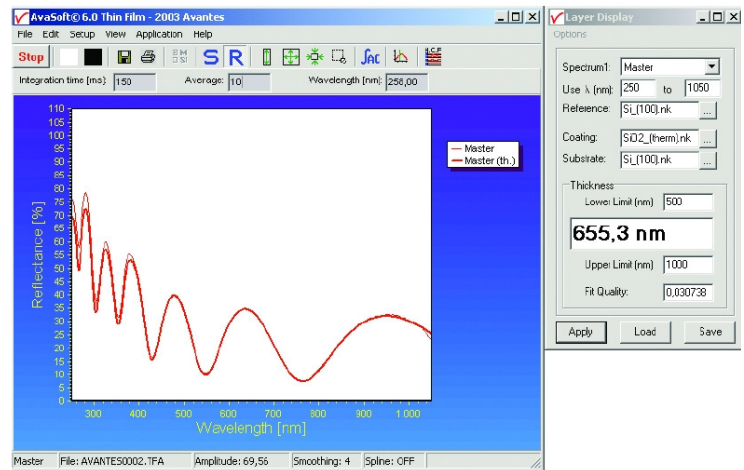 AvaSoft© 6.0 Thin Film - 2003 Avantes
File Edit Setup View Application Help
Stop
S R
Integration time [ms]: 150 Average: 10 Wavelength [nm]: 256,00
110
105
100
95
90
85
80
75
70
65
60
55
50
45
40
35
30
25
20
15
10
5
0
Reflectance [%]
300 400 500 600 700 800 900 1.000
Wavelength [nm]
Master
Master (th.)
Master File: AVANTES0002.TFA Amplitude: 69,56 Smoothing: 4 Spline: OFF
Layer Display
Options
Spectrum1: Master
Use λ (nm): 250 to 1050
Reference: Si_(100).nk ...
Coating: SiO2_(therm).nk ...
Substrate: Si_(100).nk ...
Thickness
Lower Limit (nm) 500
655,3 nm
Upper Limit (nm) 1000
Fit Quality: 0,030738
Apply Load Save